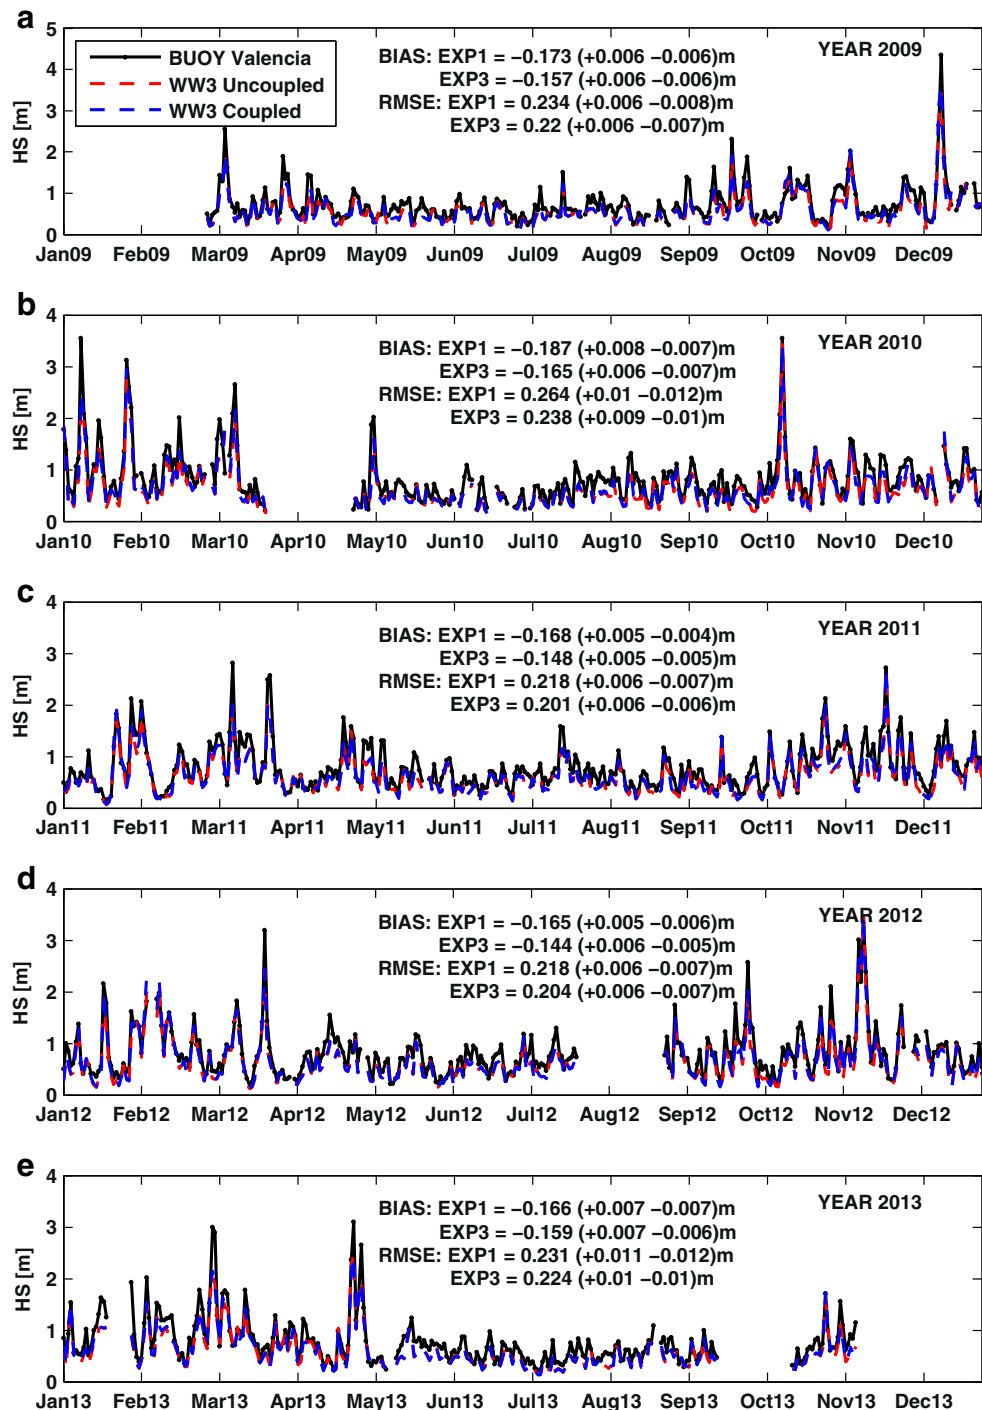 a
5
4
3
2
1
0
HS [m]
BUOY Valencia
WW3 Uncoupled
WW3 Coupled
BIAS: EXP1 = −0.173 (+0.006 −0.006)m
EXP3 = −0.157 (+0.006 −0.006)m
RMSE: EXP1 = 0.234 (+0.006 −0.008)m
EXP3 = 0.22 (+0.006 −0.007)m
YEAR 2009
Jan09 Feb09 Mar09 Apr09 May09 Jun09 Jul09 Aug09 Sep09 Oct09 Nov09 Dec09
b
4
3
2
1
0
HS [m]
BIAS: EXP1 = −0.187 (+0.008 −0.007)m
EXP3 = −0.165 (+0.006 −0.007)m
RMSE: EXP1 = 0.264 (+0.01 −0.012)m
EXP3 = 0.238 (+0.009 −0.01)m
YEAR 2010
Jan10 Feb10 Mar10 Apr10 May10 Jun10 Jul10 Aug10 Sep10 Oct10 Nov10 Dec10
c
4
3
2
1
0
HS [m]
BIAS: EXP1 = −0.168 (+0.005 −0.004)m
EXP3 = −0.148 (+0.005 −0.005)m
RMSE: EXP1 = 0.218 (+0.006 −0.007)m
EXP3 = 0.201 (+0.006 −0.006)m
YEAR 2011
Jan11 Feb11 Mar11 Apr11 May11 Jun11 Jul11 Aug11 Sep11 Oct11 Nov11 Dec11
d
4
3
2
1
0
HS [m]
BIAS: EXP1 = −0.165 (+0.005 −0.006)m
EXP3 = −0.144 (+0.006 −0.005)m
RMSE: EXP1 = 0.218 (+0.006 −0.007)m
EXP3 = 0.204 (+0.006 −0.007)m
YEAR 2012
Jan12 Feb12 Mar12 Apr12 May12 Jun12 Jul12 Aug12 Sep12 Oct12 Nov12 Dec12
e
4
3
2
1
0
HS [m]
BIAS: EXP1 = −0.166 (+0.007 −0.007)m
EXP3 = −0.159 (+0.007 −0.006)m
RMSE: EXP1 = 0.231 (+0.011 −0.012)m
EXP3 = 0.224 (+0.01 −0.01)m
YEAR 2013
Jan13 Feb13 Mar13 Apr13 May13 Jun13 Jul13 Aug13 Sep13 Oct13 Nov13 Dec13